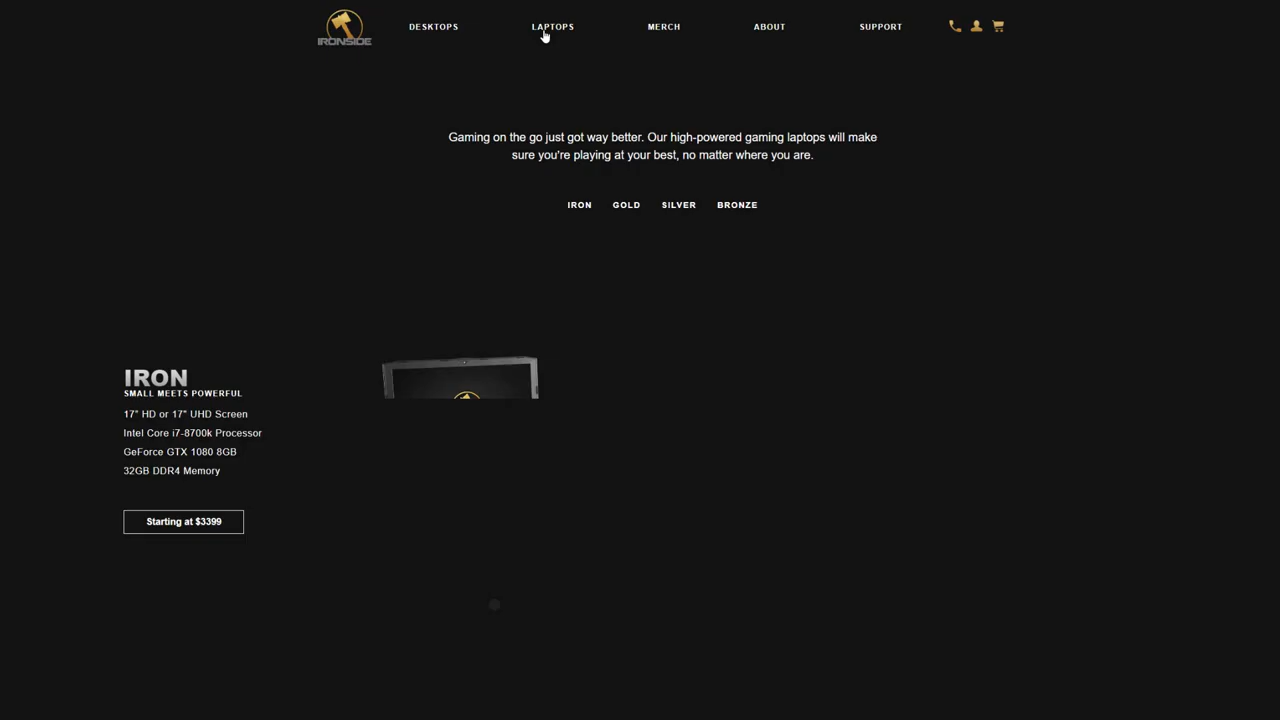 IRONSIDE
DESKTOPS LAPTOPS MERCH ABOUT SUPPORT
Gaming on the go just got way better. Our high-powered gaming laptops will make
sure you're playing at your best, no matter where you are.
IRON GOLD SILVER BRONZE
IRON
SMALL MEETS POWERFUL
17" HD or 17" UHD Screen
Intel Core i7-8700k Processor
GeForce GTX 1080 8GB
32GB DDR4 Memory
Starting at $3399